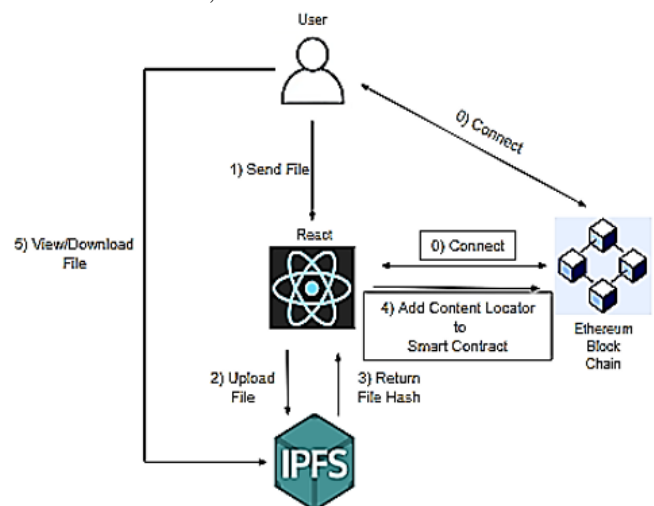 User
0) Connect
1) Send File
React
0) Connect
5) View/Download
File
4) Add Content Locator
to
Smart Contract
Ethereum
Block
Chain
2) Upload
File
3) Return
File Hash
IPFS